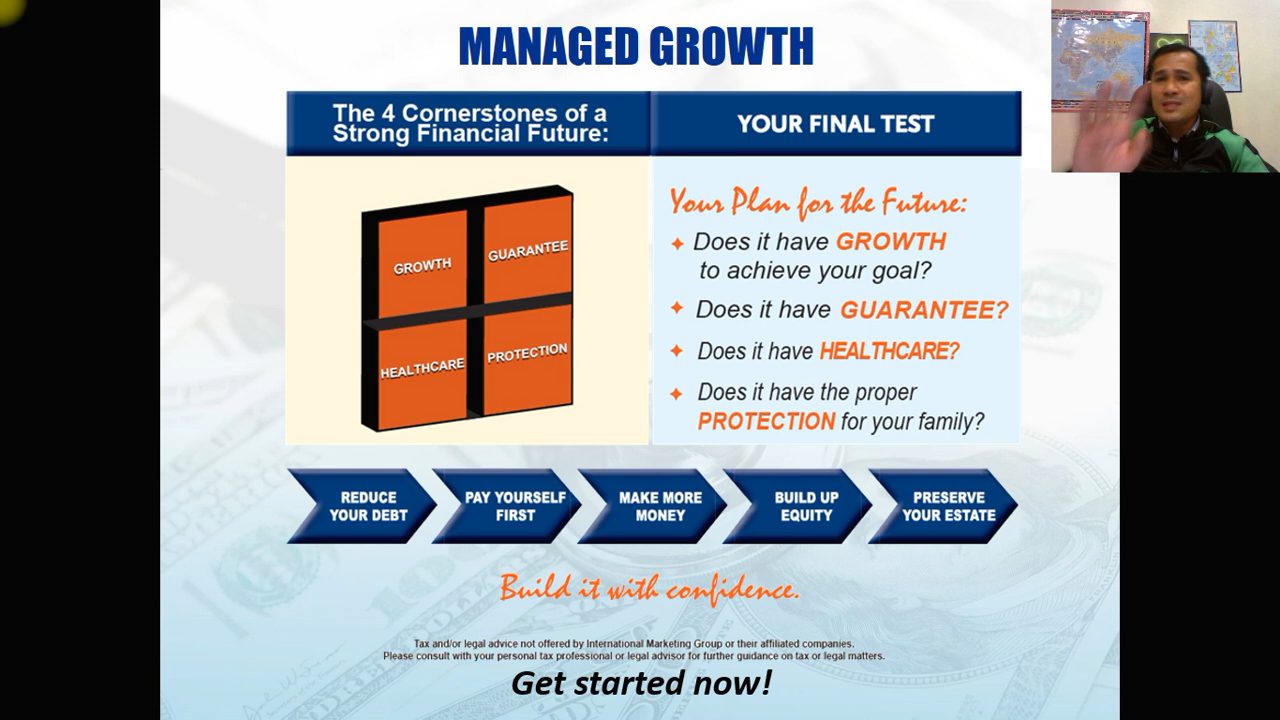 MANAGED GROWTH
The 4 Cornerstones of a
Strong Financial Future:
YOUR FINAL TEST
GROWTH
GUARANTEE
HEALTHCARE
PROTECTION
Your Plan for the Future:
Does it have GROWTH
to achieve your goal?
Does it have GUARANTEE?
Does it have HEALTHCARE?
Does it have the proper
PROTECTION for your family?
REDUCE
YOUR DEBT
PAY YOURSELF
FIRST
MAKE MORE
MONEY
BUILD UP
EQUITY
PRESERVE
YOUR ESTATE
Build it with confidence.
Tax and/or legal advice not offered by International Marketing Group or their affiliated companies.
Please consult with your personal tax professional or legal advisor for further guidance on tax or legal matters.
Get started now!